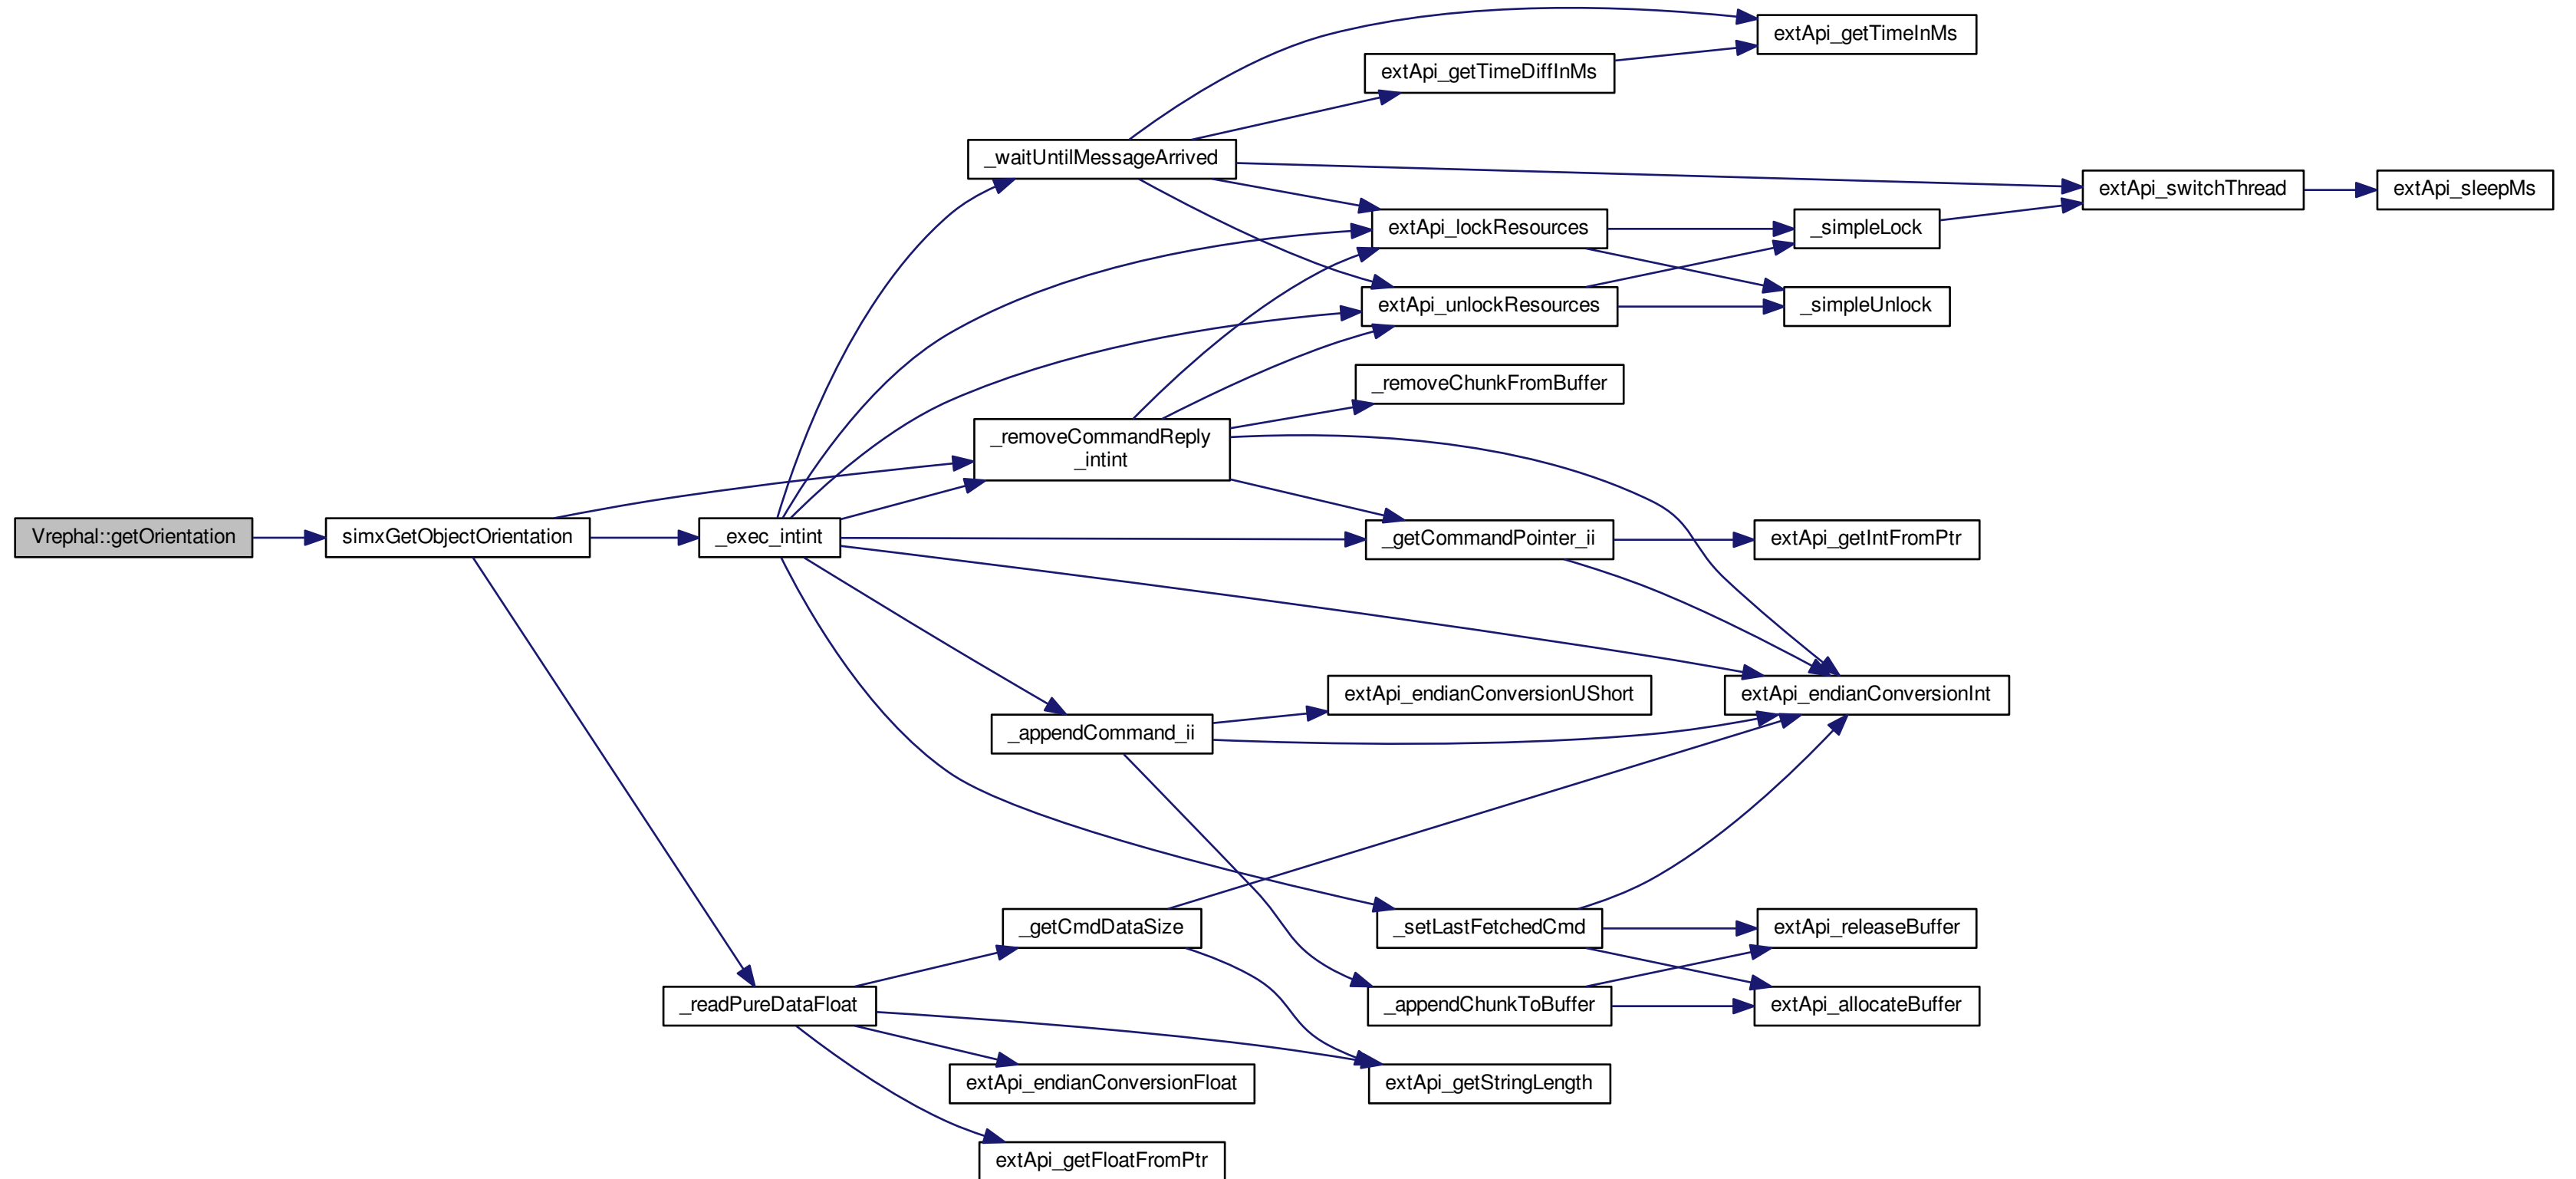 extApi_getTimeInMs
extApi_getTimeDiffInMs
_waitUntilMessageArrived
extApi_switchThread
extApi_sleepMs
extApi_lockResources
_simpleLock
extApi_unlockResources
_simpleUnlock
_removeChunkFromBuffer
_removeCommandReply
_intint
Vrephal::getOrientation
simxGetObjectOrientation
_exec_intint
_getCommandPointer_ii
extApi_getIntFromPtr
extApi_endianConversionUShort
extApi_endianConversionInt
_appendCommand_ii
_getCmdDataSize
_setLastFetchedCmd
extApi_releaseBuffer
_readPureDataFloat
_appendChunkToBuffer
extApi_allocateBuffer
extApi_endianConversionFloat
extApi_getStringLength
extApi_getFloatFromPtr